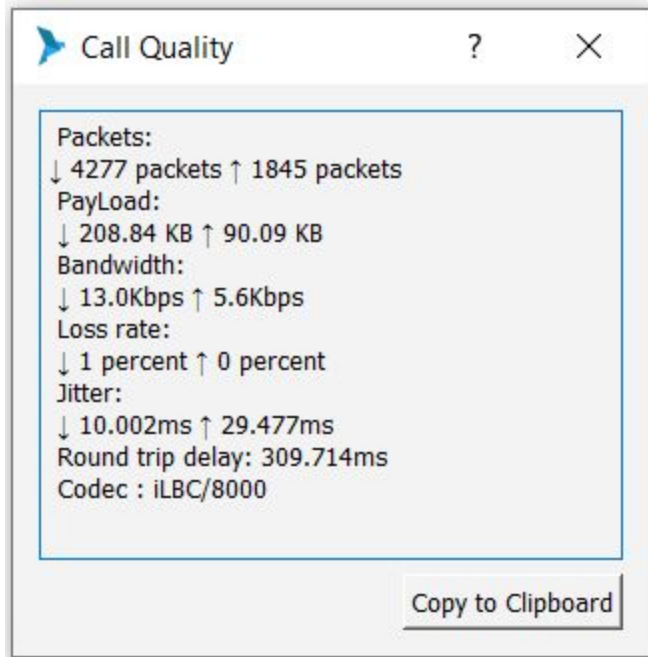 Call Quality
?
Packets:
↓ 4277 packets ↑ 1845 packets
PayLoad:
↓ 208.84 KB ↑ 90.09 KB
Bandwidth:
↓ 13.0Kbps ↑ 5.6Kbps
Loss rate:
↓ 1 percent ↑ 0 percent
Jitter:
↓ 10.002ms ↑ 29.477ms
Round trip delay: 309.714ms
Codec : iLBC/8000
Copy to Clipboard